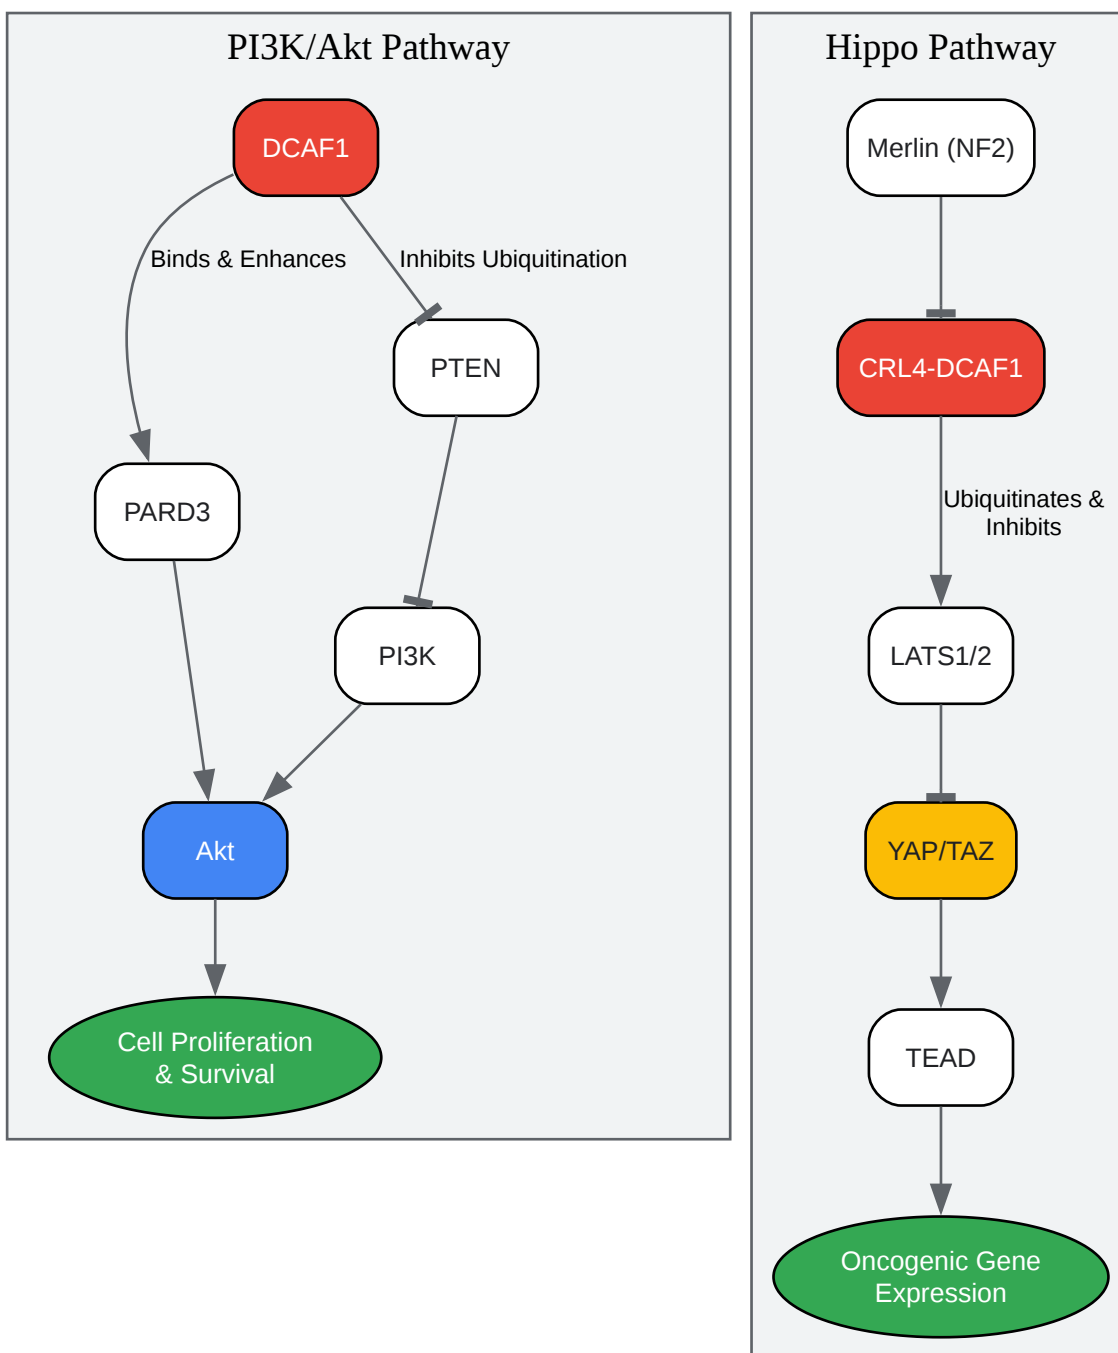 PI3K/Akt Pathway
DCAF1
Binds & Enhances
Inhibits Ubiquitination
PTEN
PARD3
PI3K
Akt
Cell Proliferation
& Survival
Hippo Pathway
Merlin (NF2)
CRL4-DCAF1
Ubiquitinates &
Inhibits
LATS1/2
YAP/TAZ
TEAD
Oncogenic Gene
Expression